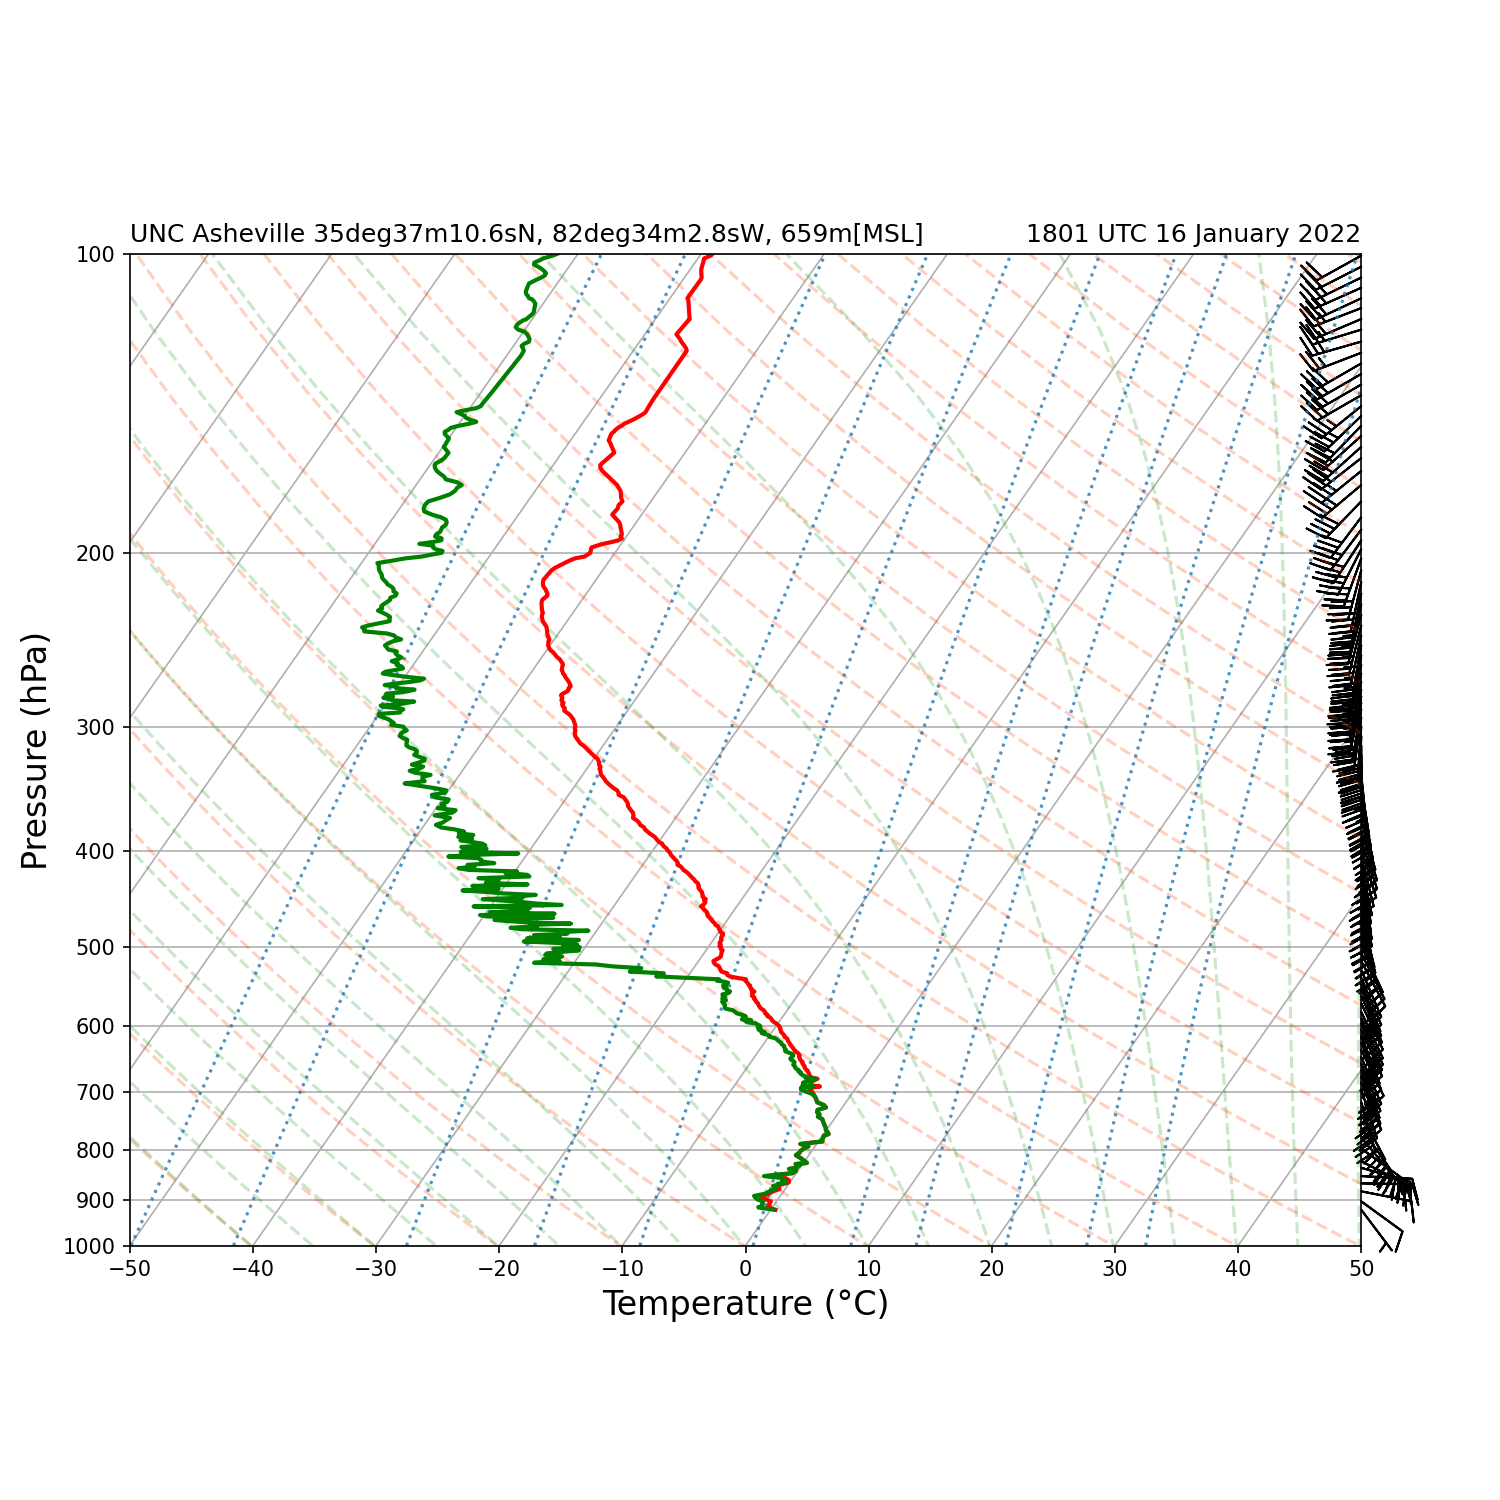 UNC Asheville 35deg37m10.6sN, 82deg34m2.8sW, 659m[MSL] 1801 UTC 16 January 2022
100
200
300
400
500
600
700
800
900
1000
Pressure (hPa)
−50 −40 −30 −20 −10 0 10 20 30 40 50
Temperature (°C)